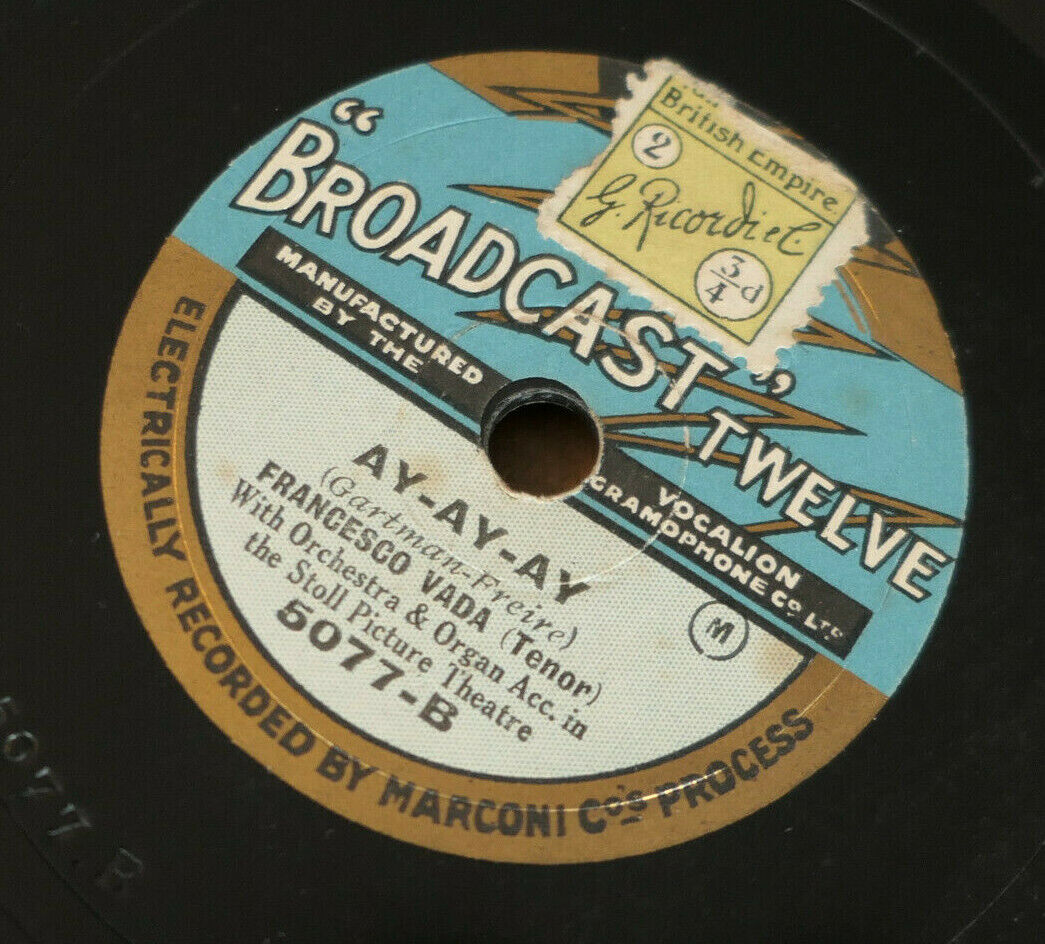 “BROADCAST”
TWELVE
British Empire.
2
G. Ricordi e C.
3/4d
MANUFACTURED
BY THE
VOCALION
GRAMOPHONE Co LTD
AY-AY-AY
(Gartman-Freire)
FRANCESCO VADA (Tenor)
With Orchestra & Organ Acc. in
the Stoll Picture Theatre
5077-B
M
ELECTRICALLY RECORDED BY MARCONI Co's PROCESS
5077.B